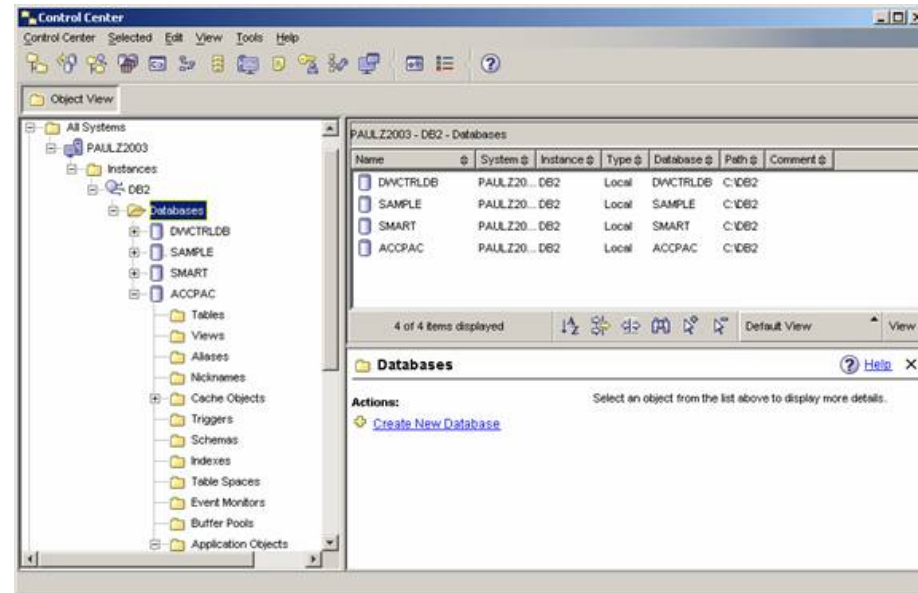 Control Center
Control Center Selected Edit View Tools Help
Object View
All Systems
PAULZ2003
Instances
DB2
Databases
DWCTRLDB
SAMPLE
SMART
ACCPAC
Tables
Views
Aliases
Nicknames
Cache Objects
Triggers
Schemas
Indexes
Table Spaces
Event Monitors
Buffer Pools
Application Objects
PAULZ2003 - DB2 - Databases
Name System Instance Type Database Path Comment
DWCTRLDB PAULZ20... DB2 Local DWCTRLDB C:\DB2
SAMPLE PAULZ20... DB2 Local SAMPLE C:\DB2
SMART PAULZ20... DB2 Local SMART C:\DB2
ACCPAC PAULZ20... DB2 Local ACCPAC C:\DB2
4 of 4 items displayed Default View View
Databases Help
Actions: Select an object from the list above to display more details.
Create New Database